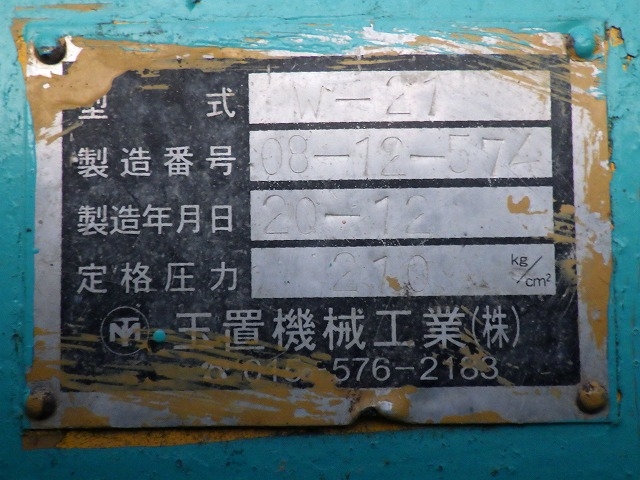 型式 W-21
製造番号 08-12-574
製造年月日 20-12
定格圧力 210 kg/cm²
TM 玉置機械工業(株)
576-2183